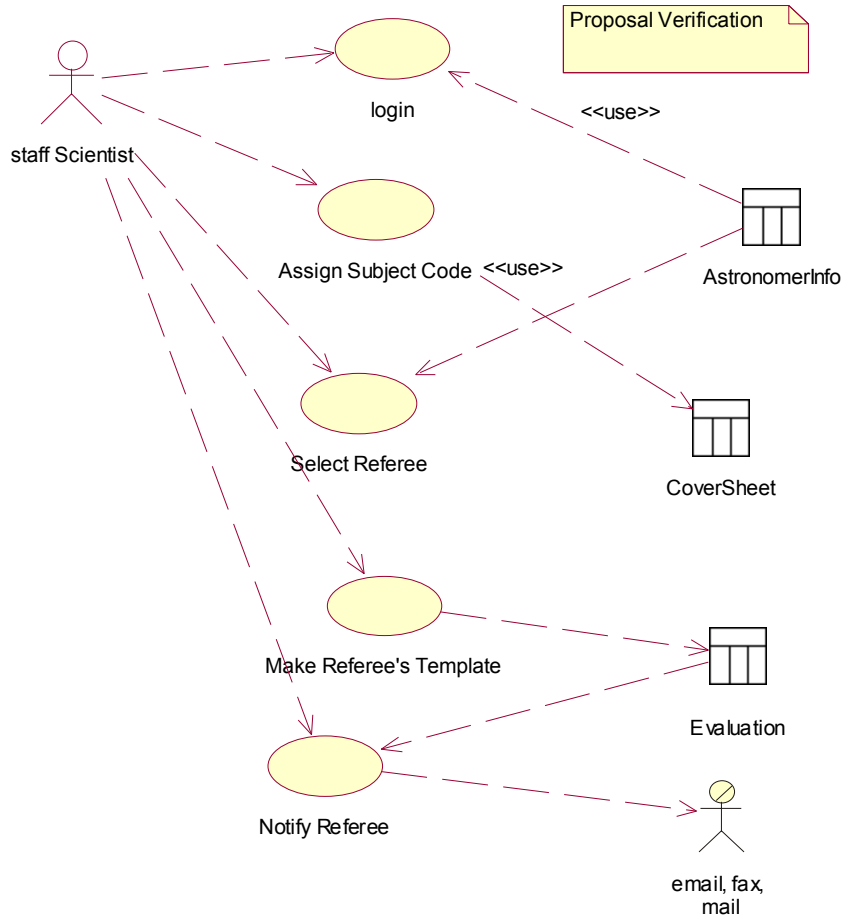 Proposal Verification
login
<<use>>
staff Scientist
Assign Subject Code
<<use>>
AstronomerInfo
Select Referee
CoverSheet
Make Referee's Template
Evaluation
Notify Referee
email, fax,
mail